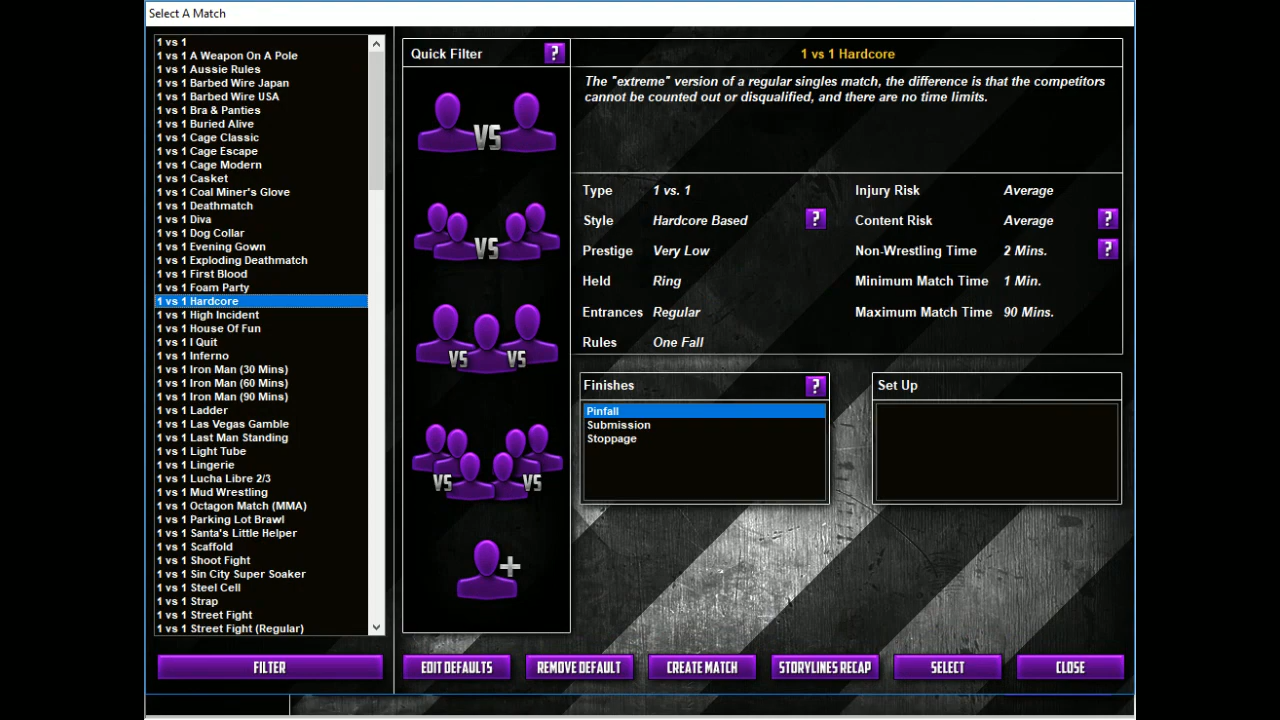 Select A Match
1 vs 1
1 vs 1 A Weapon On A Pole
1 vs 1 Aussie Rules
1 vs 1 Barbed Wire Japan
1 vs 1 Barbed Wire USA
1 vs 1 Bra & Panties
1 vs 1 Buried Alive
1 vs 1 Cage Classic
1 vs 1 Cage Escape
1 vs 1 Cage Modern
1 vs 1 Casket
1 vs 1 Coal Miner's Glove
1 vs 1 Deathmatch
1 vs 1 Diva
1 vs 1 Dog Collar
1 vs 1 Evening Gown
1 vs 1 Exploding Deathmatch
1 vs 1 First Blood
1 vs 1 Foam Party
1 vs 1 Hardcore
1 vs 1 High Incident
1 vs 1 House Of Fun
1 vs 1 I Quit
1 vs 1 Inferno
1 vs 1 Iron Man (30 Mins)
1 vs 1 Iron Man (60 Mins)
1 vs 1 Iron Man (90 Mins)
1 vs 1 Ladder
1 vs 1 Las Vegas Gamble
1 vs 1 Last Man Standing
1 vs 1 Light Tube
1 vs 1 Lingerie
1 vs 1 Lucha Libre 2/3
1 vs 1 Mud Wrestling
1 vs 1 Octagon Match (MMA)
1 vs 1 Parking Lot Brawl
1 vs 1 Santa's Little Helper
1 vs 1 Scaffold
1 vs 1 Shoot Fight
1 vs 1 Sin City Super Soaker
1 vs 1 Steel Cell
1 vs 1 Strap
1 vs 1 Street Fight
1 vs 1 Street Fight (Regular)
FILTER
Quick Filter ?
VS
VS
VS VS
VS VS
+
1 vs 1 Hardcore
The "extreme" version of a regular singles match, the difference is that the competitors
cannot be counted out or disqualified, and there are no time limits.
Type 1 vs. 1
Style Hardcore Based ?
Prestige Very Low
Held Ring
Entrances Regular
Rules One Fall
Injury Risk Average
Content Risk Average ?
Non-Wrestling Time 2 Mins. ?
Minimum Match Time 1 Min.
Maximum Match Time 90 Mins.
Finishes ?
Pinfall
Submission
Stoppage
Set Up
EDIT DEFAULTS
REMOVE DEFAULT
CREATE MATCH
STORYLINES RECAP
SELECT
CLOSE